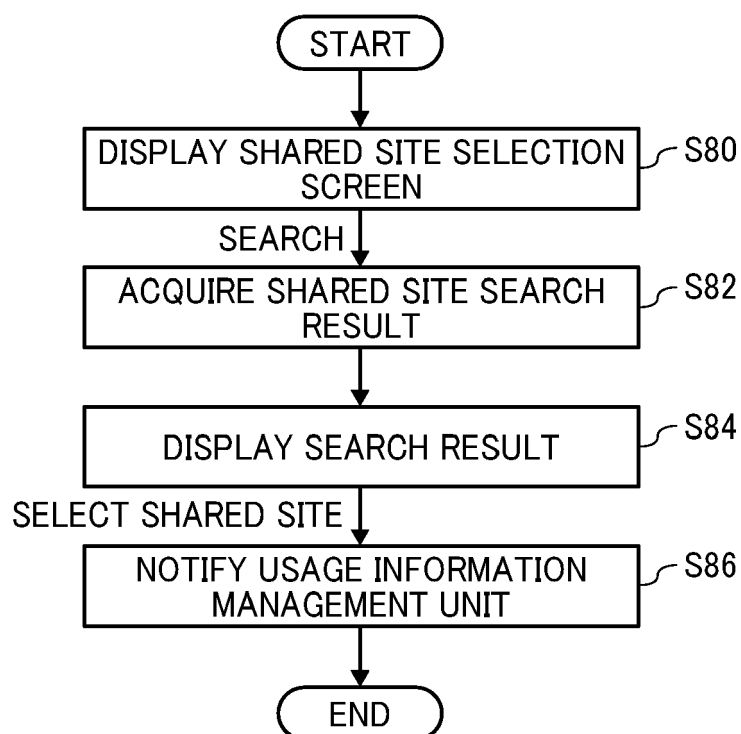 START
DISPLAY SHARED SITE SELECTION
SCREEN
S80
SEARCH
ACQUIRE SHARED SITE SEARCH
RESULT
S82
DISPLAY SEARCH RESULT
S84
SELECT SHARED SITE
NOTIFY USAGE INFORMATION
MANAGEMENT UNIT
S86
END